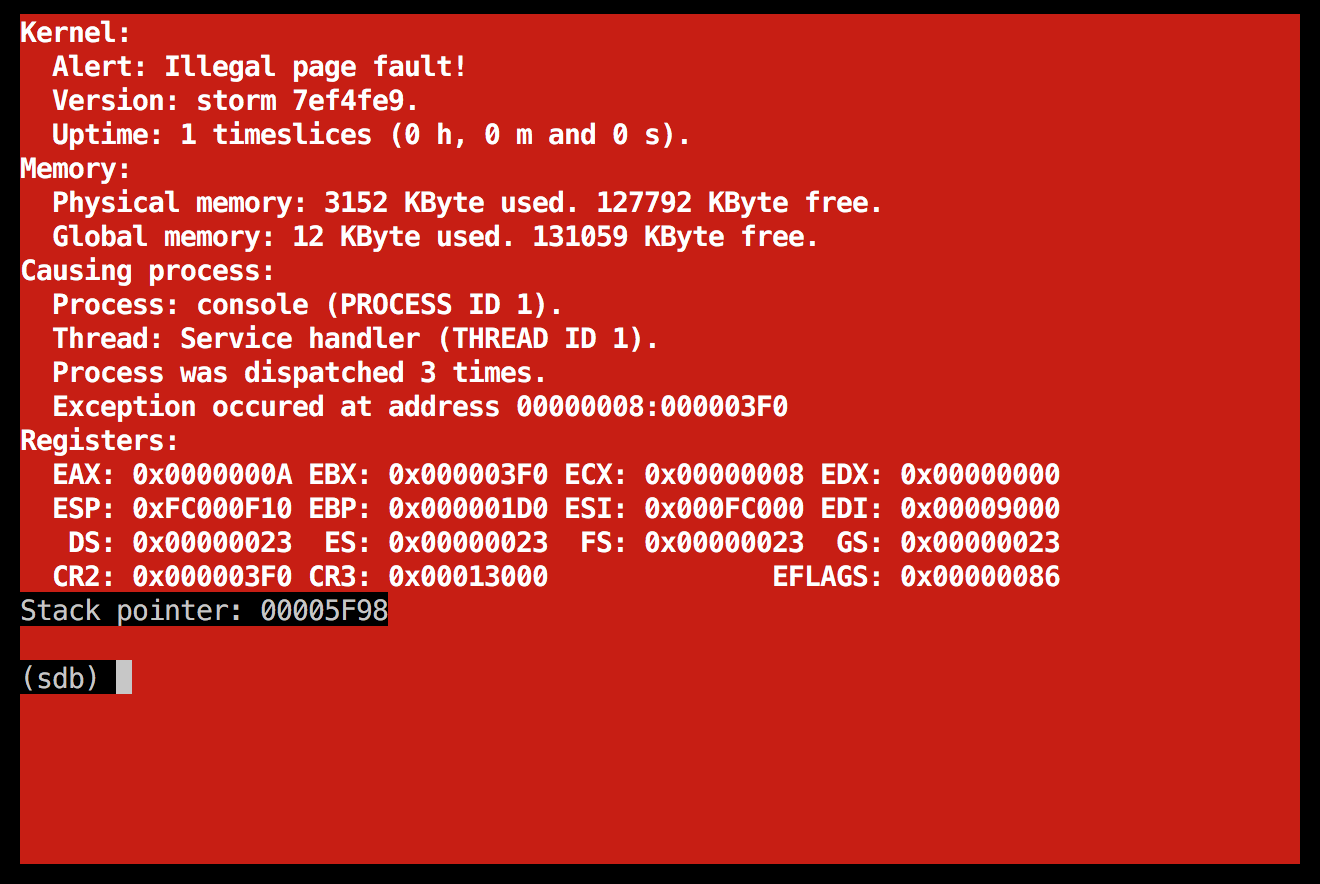 Kernel:
  Alert: Illegal page fault!
  Version: storm 7ef4fe9.
  Uptime: 1 timeslices (0 h, 0 m and 0 s).
Memory:
  Physical memory: 3152 KByte used. 127792 KByte free.
  Global memory: 12 KByte used. 131059 KByte free.
Causing process:
  Process: console (PROCESS ID 1).
  Thread: Service handler (THREAD ID 1).
  Process was dispatched 3 times.
  Exception occured at address 00000008:000003F0
Registers:
  EAX: 0x0000000A EBX: 0x000003F0 ECX: 0x00000008 EDX: 0x00000000
  ESP: 0xFC000F10 EBP: 0x000001D0 ESI: 0x000FC000 EDI: 0x00009000
   DS: 0x00000023  ES: 0x00000023  FS: 0x00000023  GS: 0x00000023
  CR2: 0x000003F0 CR3: 0x00013000              EFLAGS: 0x00000086
Stack pointer: 00005F98
(sdb)